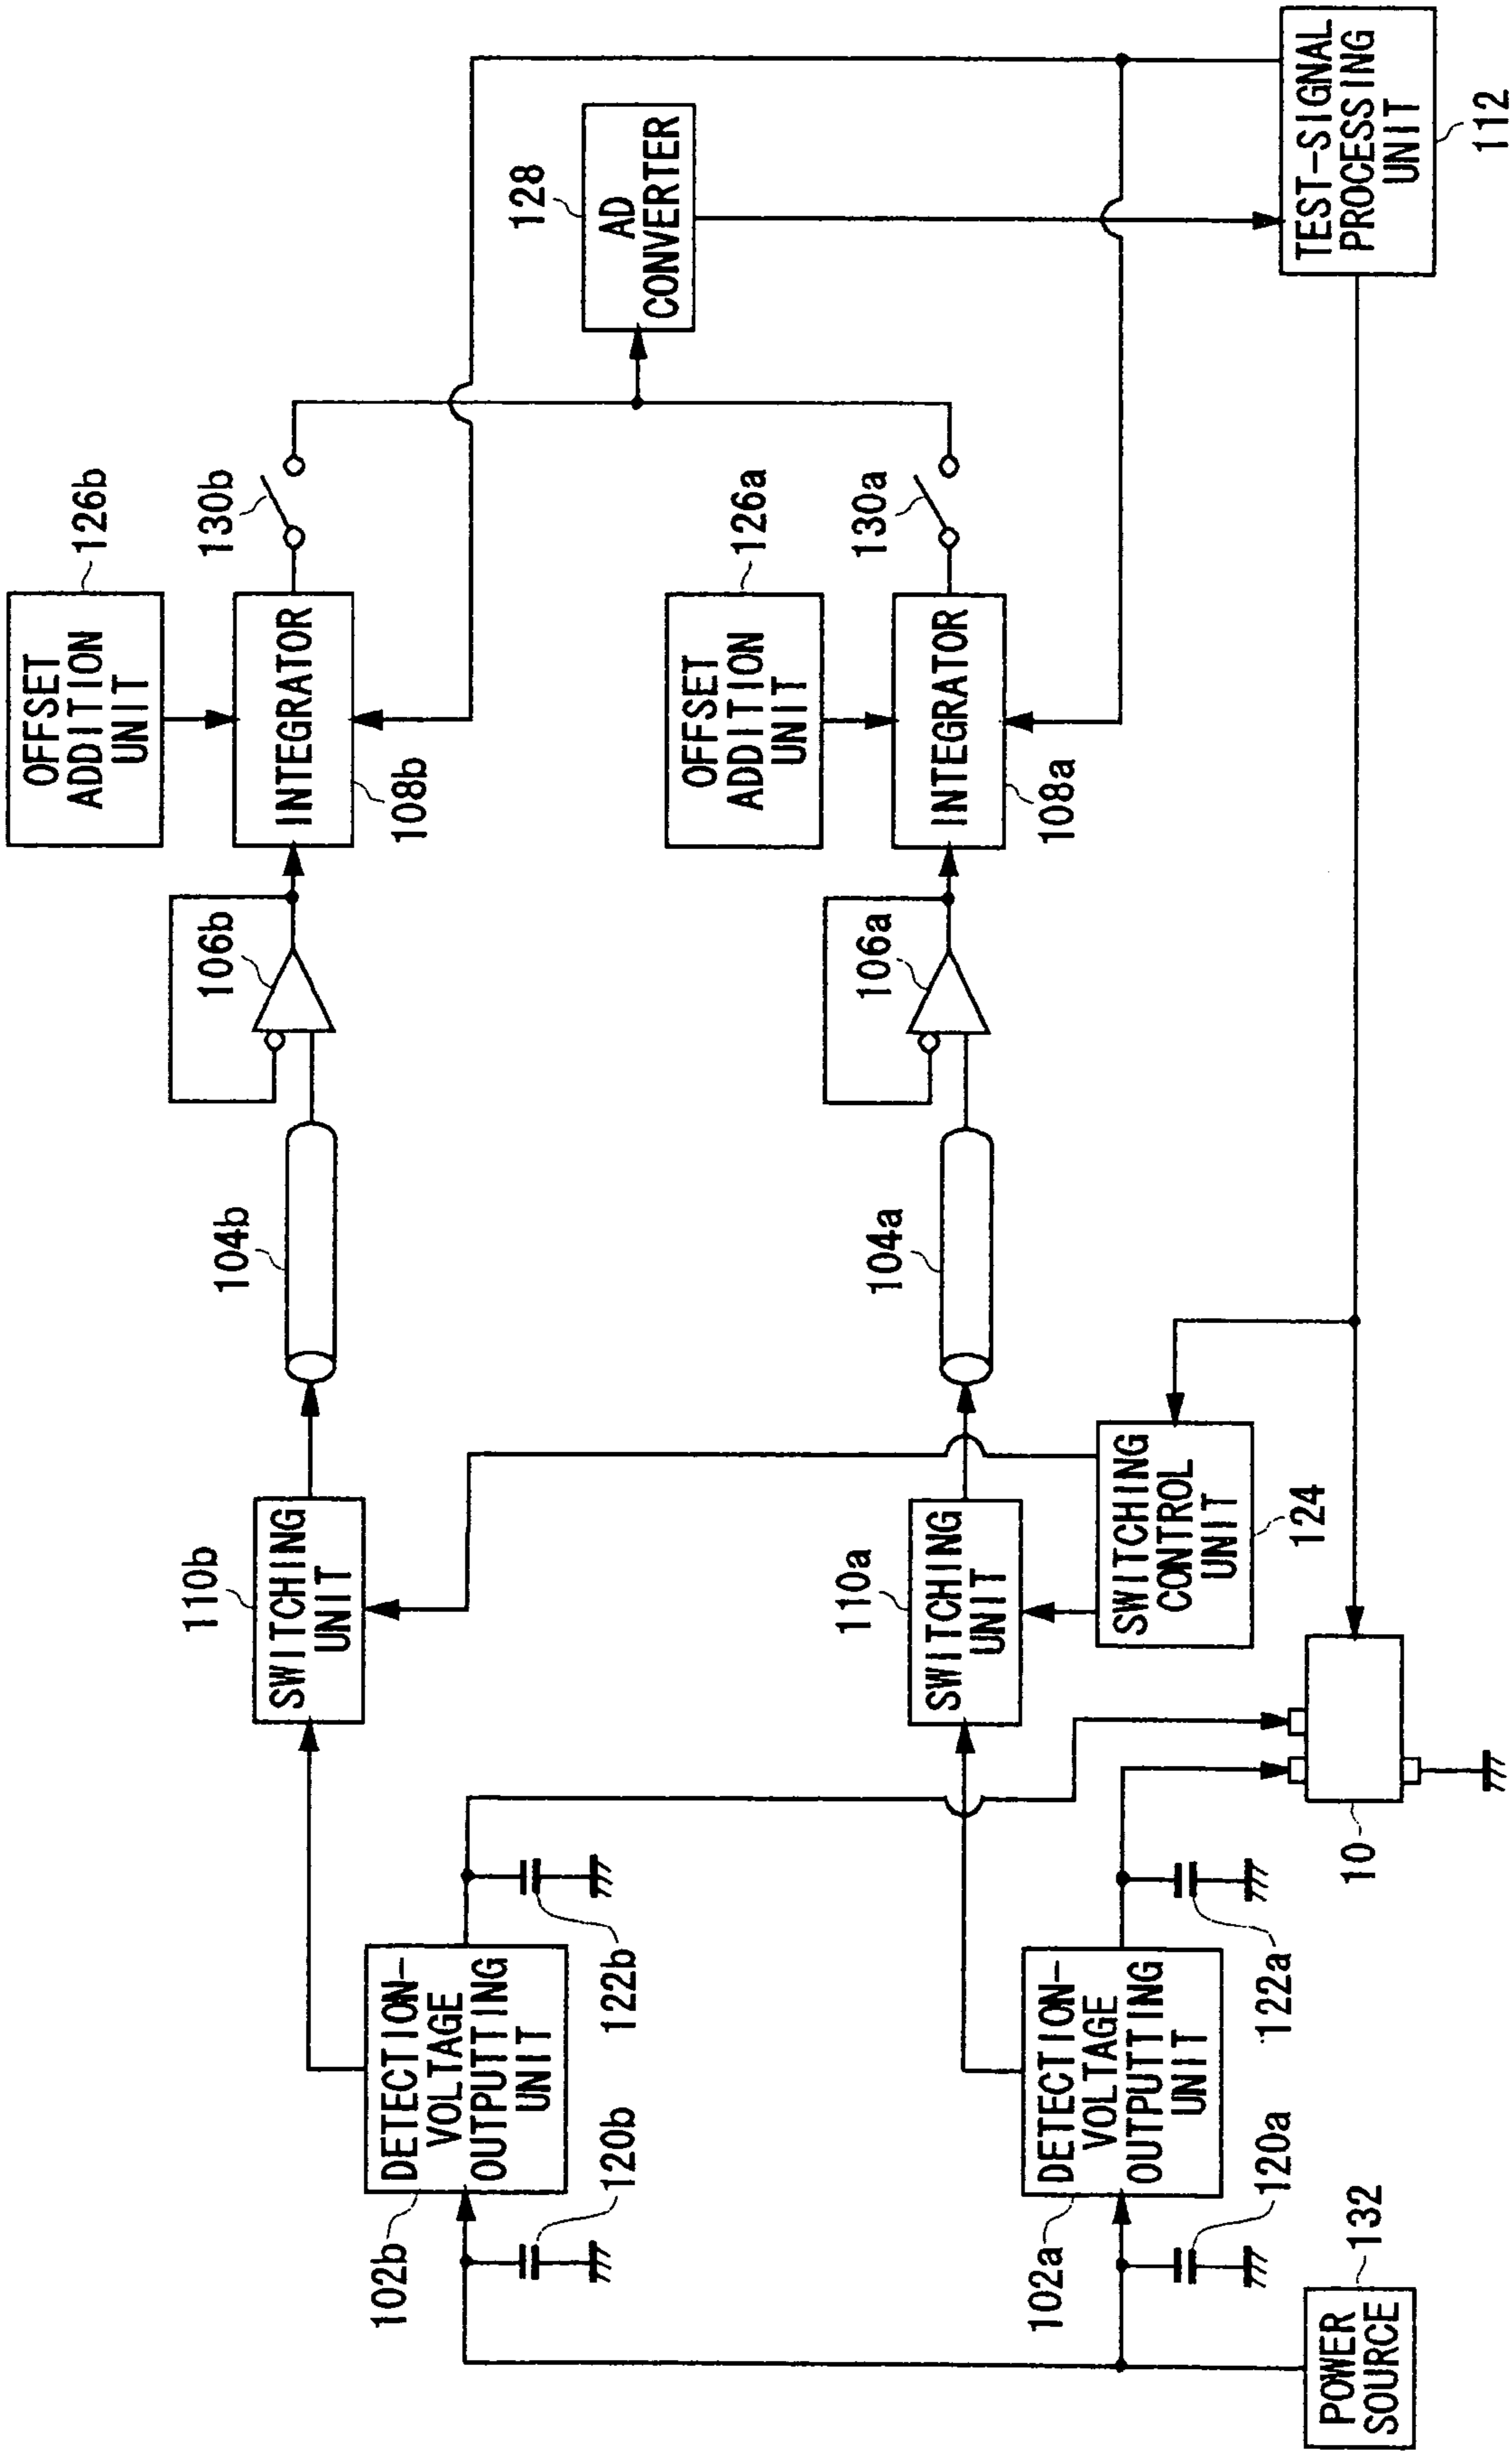 OFFSET
ADDITION
UNIT
126b
130b
INTEGRATOR
108b
106b
104b
110b
SWITCHING
UNIT
DETECTION-
VOLTAGE
OUTPUTTING
UNIT
102b
120b
122b
128
AD
CONVERTER
OFFSET
ADDITION
UNIT
126a
130a
INTEGRATOR
108a
106a
104a
110a
SWITCHING
UNIT
SWITCHING
CONTROL
UNIT
124
DETECTION-
VOLTAGE
OUTPUTTING
UNIT
102a
120a
122a
10
POWER
SOURCE
132
TEST-SIGNAL
PROCESSING
UNIT
112